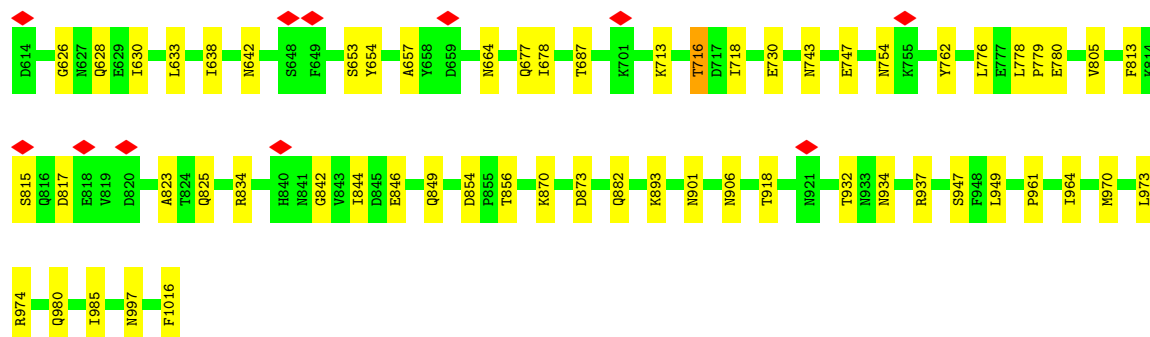 D614 G626 N627 Q628 E629 I630 L633 I638 N642 S648 F649 S653 Y654 A657 Y658 D659 N664 Q677 I678 T687 K701 K713 T716 D717 I718 E730 N743 E747 N754 K755 Y762 L776 E777 L778 P779 E780 V805 F813 K814
S815 Q816 D817 E818 V819 D820 A823 T824 Q825 R834 H840 N841 G842 V843 I844 D845 E846 Q849 D854 P855 T856 K870 D873 Q882 K893 N901 N906 T918 N921 T932 N933 N934 R937 S947 F948 L949 P961 I964 M970 L973
R974 Q980 I985 N997 F1016